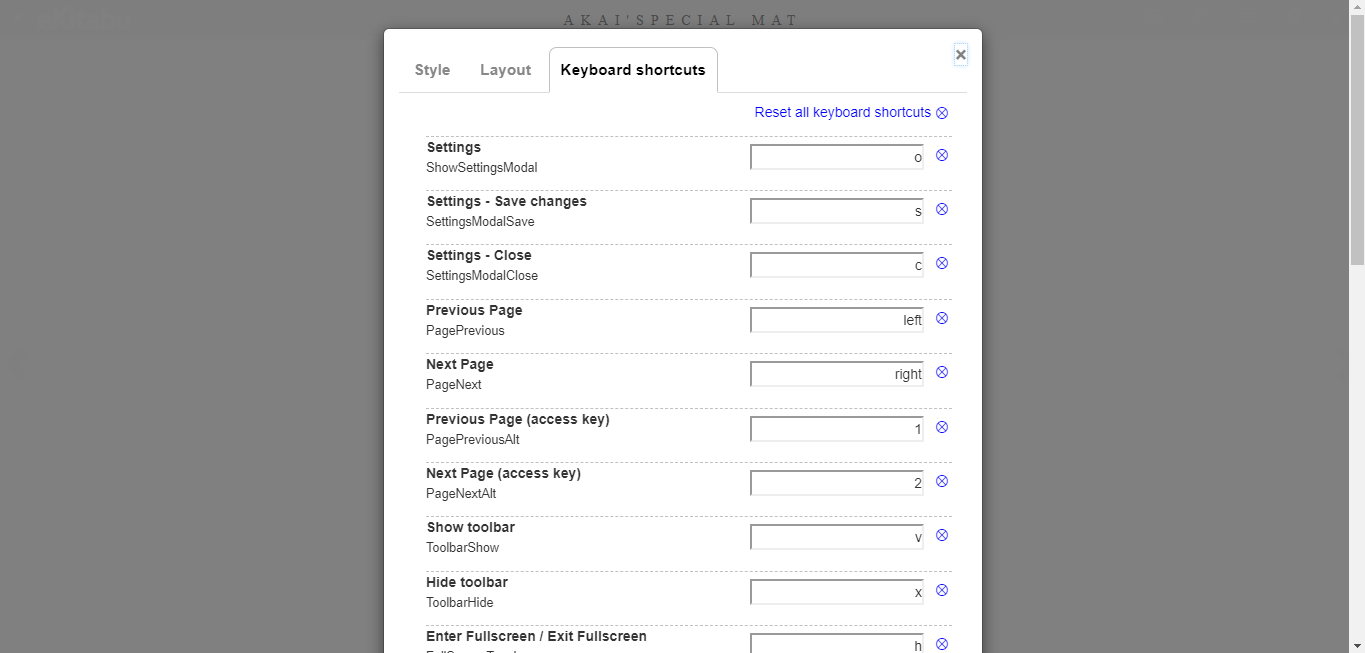 AKAI'SPECIAL MAT
Style Layout Keyboard shortcuts ×
Reset all keyboard shortcuts
Settings
ShowSettingsModal
o
Settings - Save changes
SettingsModalSave
s
Settings - Close
SettingsModalClose
c
Previous Page
PagePrevious
left
Next Page
PageNext
right
Previous Page (access key)
PagePreviousAlt
1
Next Page (access key)
PageNextAlt
2
Show toolbar
ToolbarShow
v
Hide toolbar
ToolbarHide
x
Enter Fullscreen / Exit Fullscreen
h